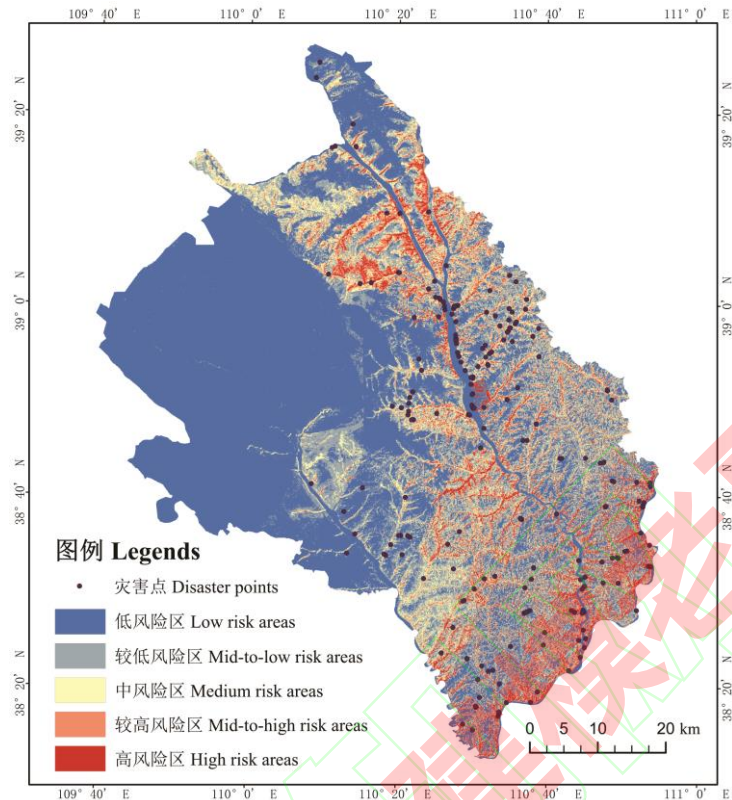 109° 40′ E 110° 0′ E 110° 20′ E 110° 40′ E 111° 0′ E
39° 20′ N
39° 20′ N
39° 0′ N
39° 0′ N
38° 40′ N
38° 40′ N
38° 20′ N
38° 20′ N
图例 Legends
灾害点 Disaster points
低风险区 Low risk areas
较低风险区 Mid-to-low risk areas
中风险区 Medium risk areas
较高风险区 Mid-to-high risk areas
高风险区 High risk areas
0 5 10 20 km
109° 40′ E 110° 0′ E 110° 20′ E 110° 40′ E 111° 0′ E